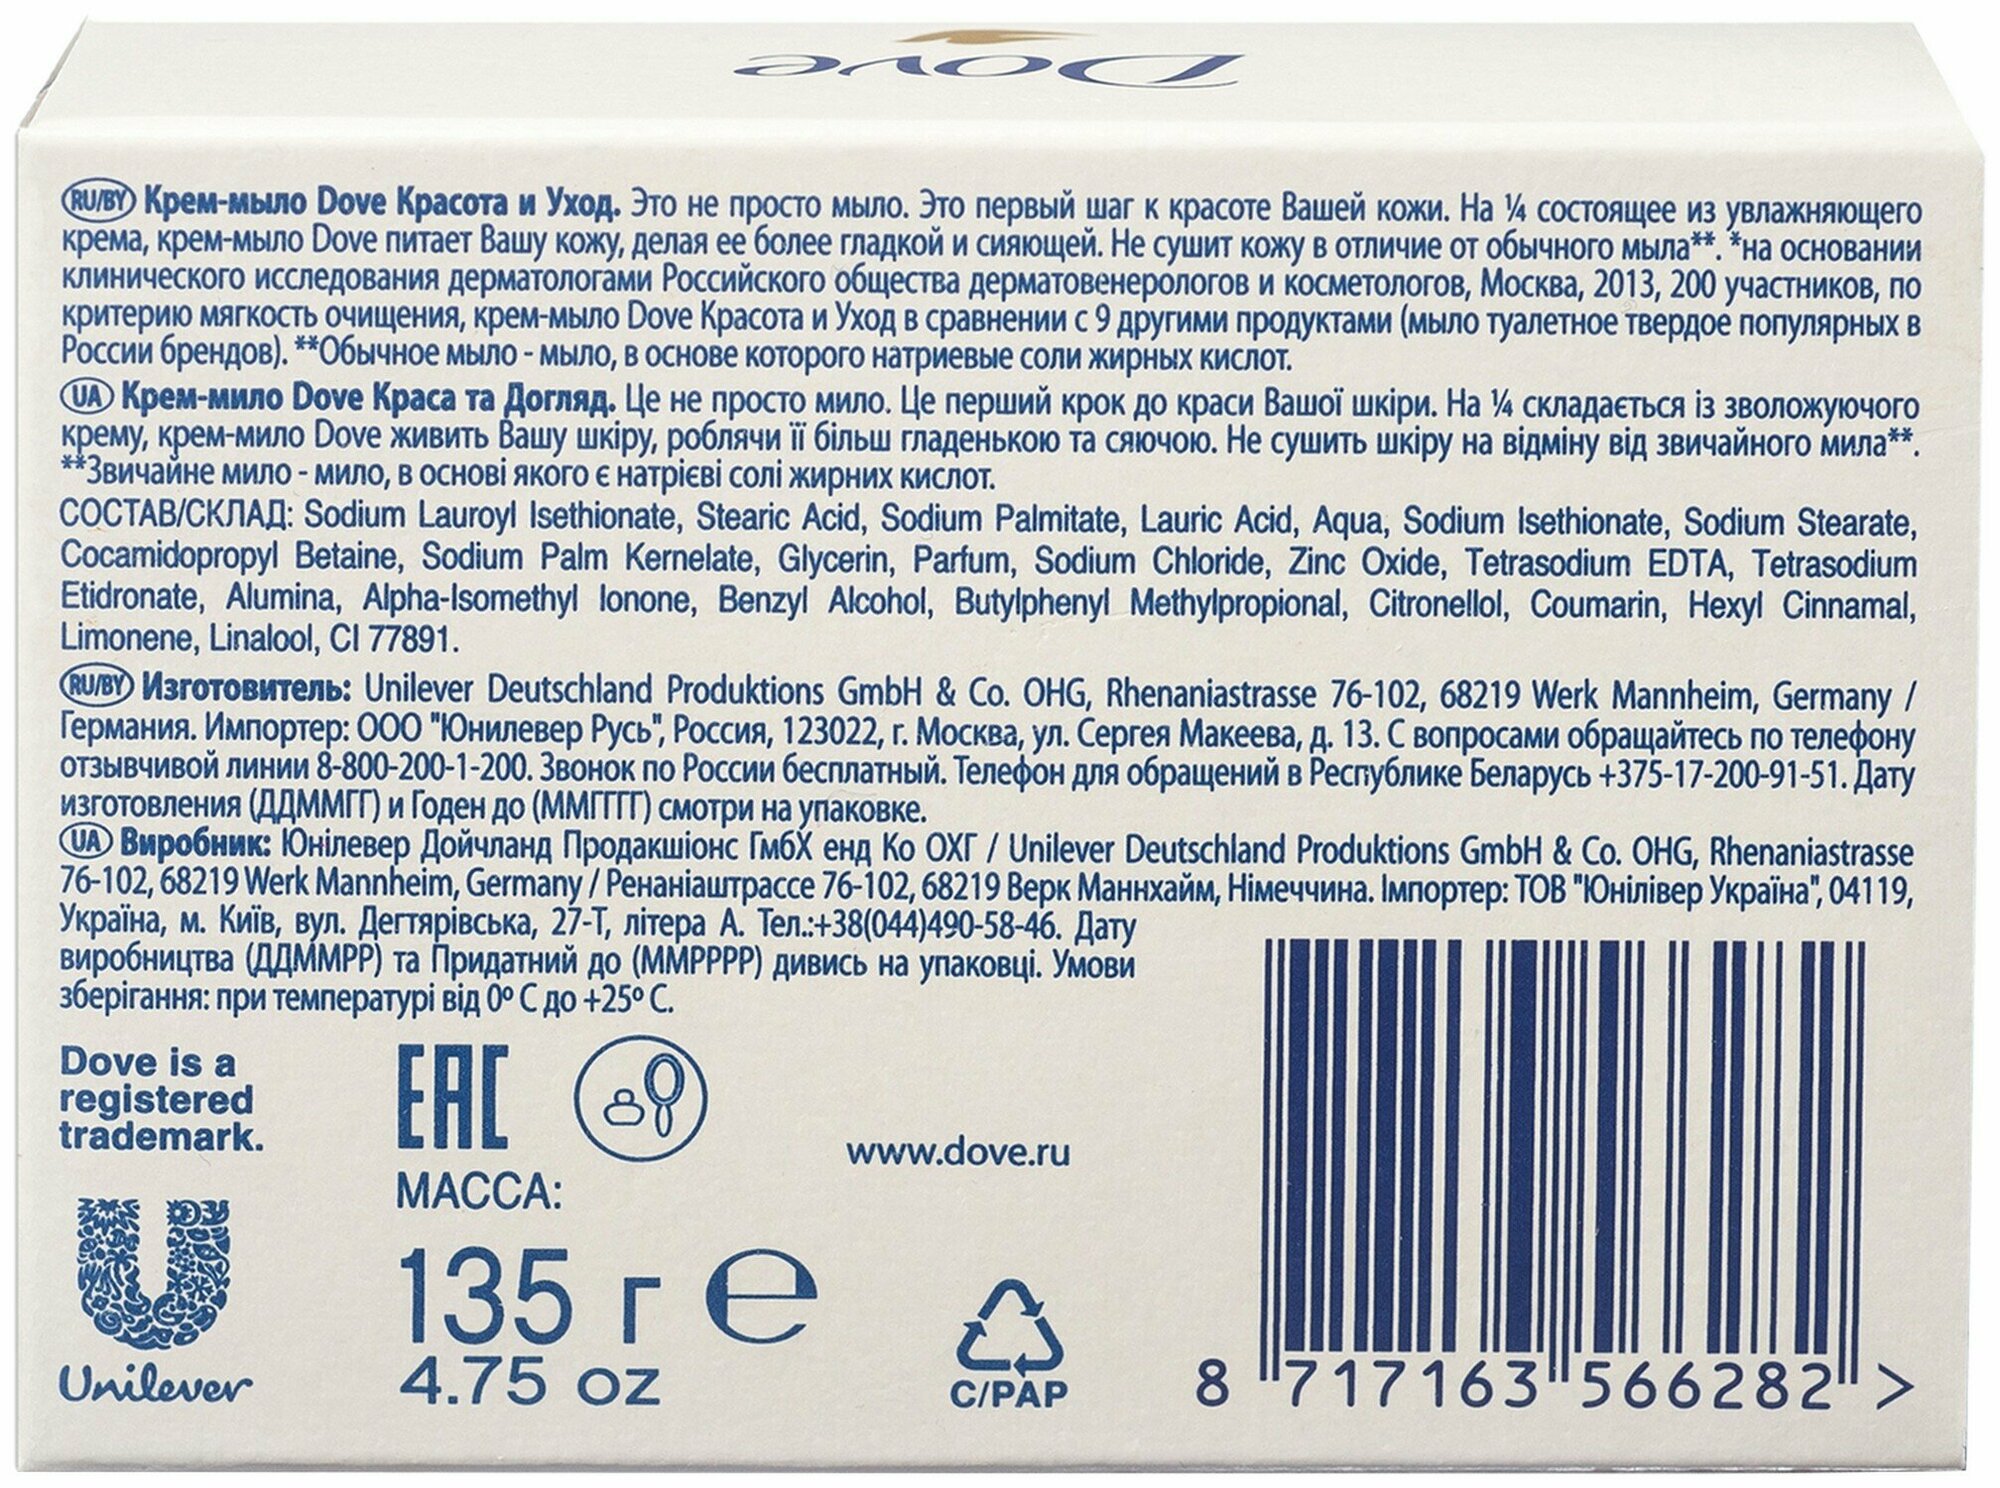 Dove
RU/BY Крем-мыло Dove Красота и Уход. Это не просто мыло. Это первый шаг к красоте Вашей кожи. На ¼ состоящее из увлажняющего
крема, крем-мыло Dove питает Вашу кожу, делая ее более гладкой и сияющей. Не сушит кожу в отличие от обычного мыла**. *на основании
клинического исследования дерматологами Российского общества дерматовенерологов и косметологов, Москва, 2013, 200 участников, по
критерию мягкость очищения, крем-мыло Dove Красота и Уход в сравнении с 9 другими продуктами (мыло туалетное твердое популярных в
России брендов). **Обычное мыло - мыло, в основе которого натриевые соли жирных кислот.
UA Крем-мило Dove Краса та Догляд. Це не просто мило. Це перший крок до краси Вашої шкіри. На ¼ складається із зволожуючого
крему, крем-мило Dove живить Вашу шкіру, роблячи її більш гладенькою та сяючою. Не сушить шкіру на відміну від звичайного мила**.
**Звичайне мило - мило, в основі якого є натрієві солі жирних кислот.
СОСТАВ/СКЛАД: Sodium Lauroyl Isethionate, Stearic Acid, Sodium Palmitate, Lauric Acid, Aqua, Sodium Isethionate, Sodium Stearate,
Cocamidopropyl Betaine, Sodium Palm Kernelate, Glycerin, Parfum, Sodium Chloride, Zinc Oxide, Tetrasodium EDTA, Tetrasodium
Etidronate, Alumina, Alpha-Isomethyl Ionone, Benzyl Alcohol, Butylphenyl Methylpropional, Citronellol, Coumarin, Hexyl Cinnamal,
Limonene, Linalool, CI 77891.
RU/BY Изготовитель: Unilever Deutschland Produktions GmbH & Co. OHG, Rhenaniastrasse 76-102, 68219 Werk Mannheim, Germany /
Германия. Импортер: ООО "Юнилевер Русь", Россия, 123022, г. Москва, ул. Сергея Макеева, д. 13. С вопросами обращайтесь по телефону
отзывчивой линии 8-800-200-1-200. Звонок по России бесплатный. Телефон для обращений в Республике Беларусь +375-17-200-91-51. Дату
изготовления (ДДММГГ) и Годен до (ММГГГГ) смотри на упаковке.
UA Виробник: Юнілевер Дойчланд Продакшіонс ГмбХ енд Ко ОХГ / Unilever Deutschland Produktions GmbH & Co. OHG, Rhenaniastrasse
76-102, 68219 Werk Mannheim, Germany / Ренаніаштрассе 76-102, 68219 Верк Маннхайм, Німеччина. Імпортер: ТОВ "Юнілівер Україна", 04119,
Україна, м. Київ, вул. Дегтярівська, 27-Т, літера А. Тел.:+38(044)490-58-46. Дату
виробництва (ДДММРР) та Придатний до (ММРРРР) дивись на упаковці. Умови
зберігання: при температурі від 0º С до +25º С.
Dove is a
registered
trademark.
EAC
www.dove.ru
МАССА:
135 г e
4.75 oz
Unilever
C/PAP
8 717163 566282 >